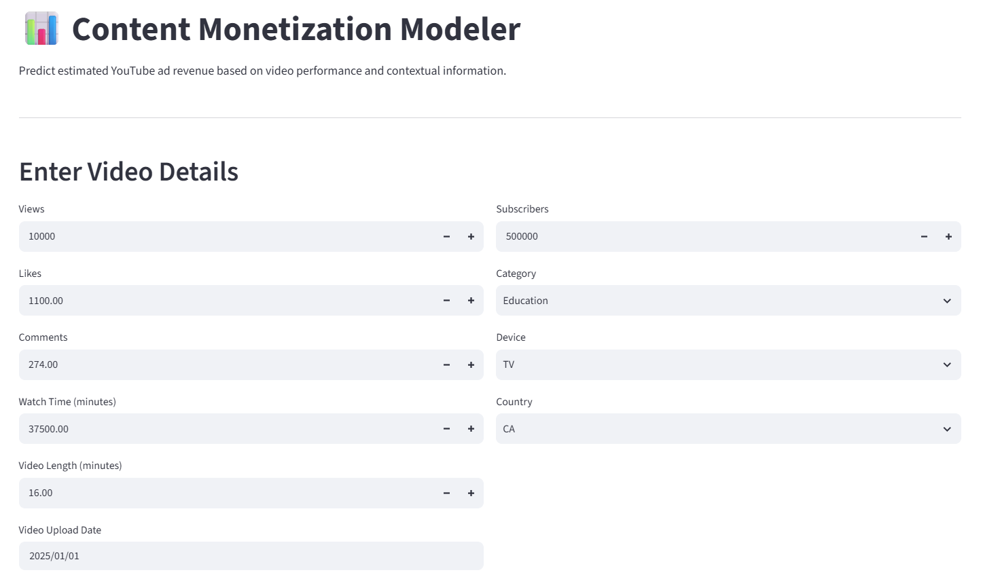 Content Monetization Modeler
Predict estimated YouTube ad revenue based on video performance and contextual information.
Enter Video Details
Views
10000
Likes
1100.00
Comments
274.00
Watch Time (minutes)
37500.00
Video Length (minutes)
16.00
Video Upload Date
2025/01/01
Subscribers
500000
Category
Education
Device
TV
Country
CA